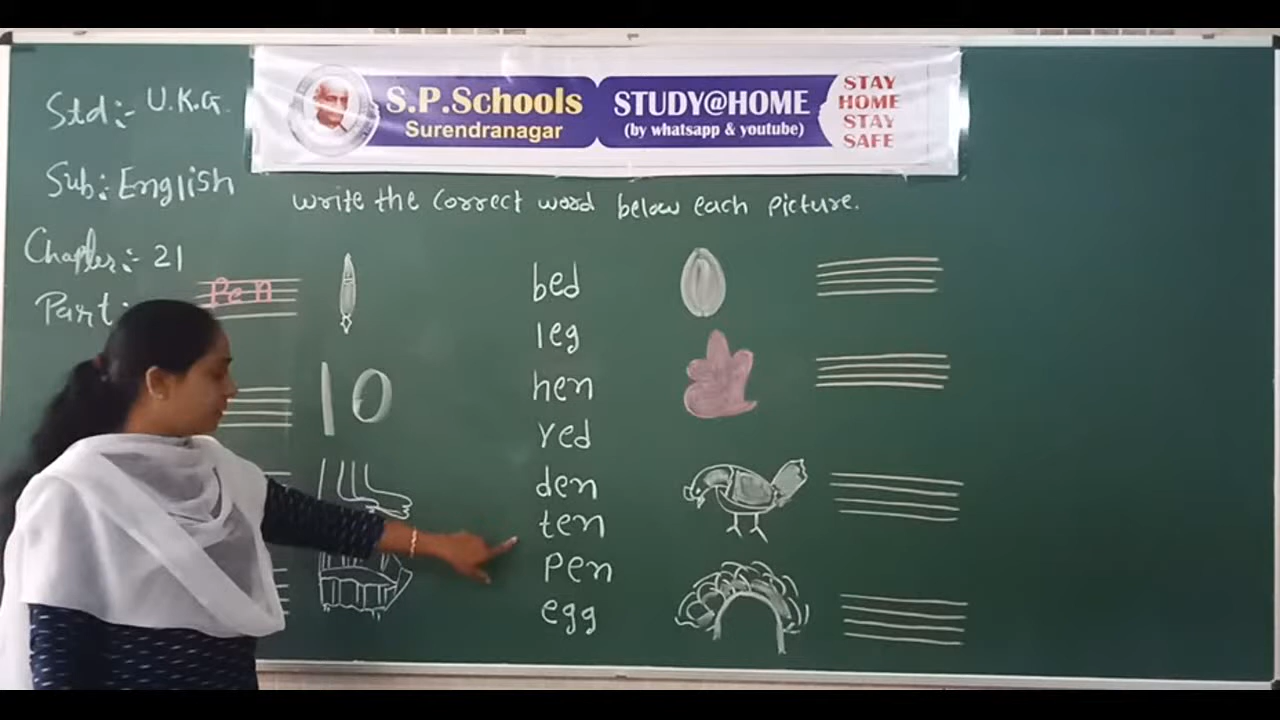 S.P.Schools
Surendranagar
STUDY@HOME
(by whatsapp & youtube)
STAY
HOME
STAY
SAFE
Std:- U.K.G.
Sub: English
Chapter:- 21
Part:
write the correct word below each picture.
Pen
10
bed
leg
hen
red
den
ten
Pen
egg